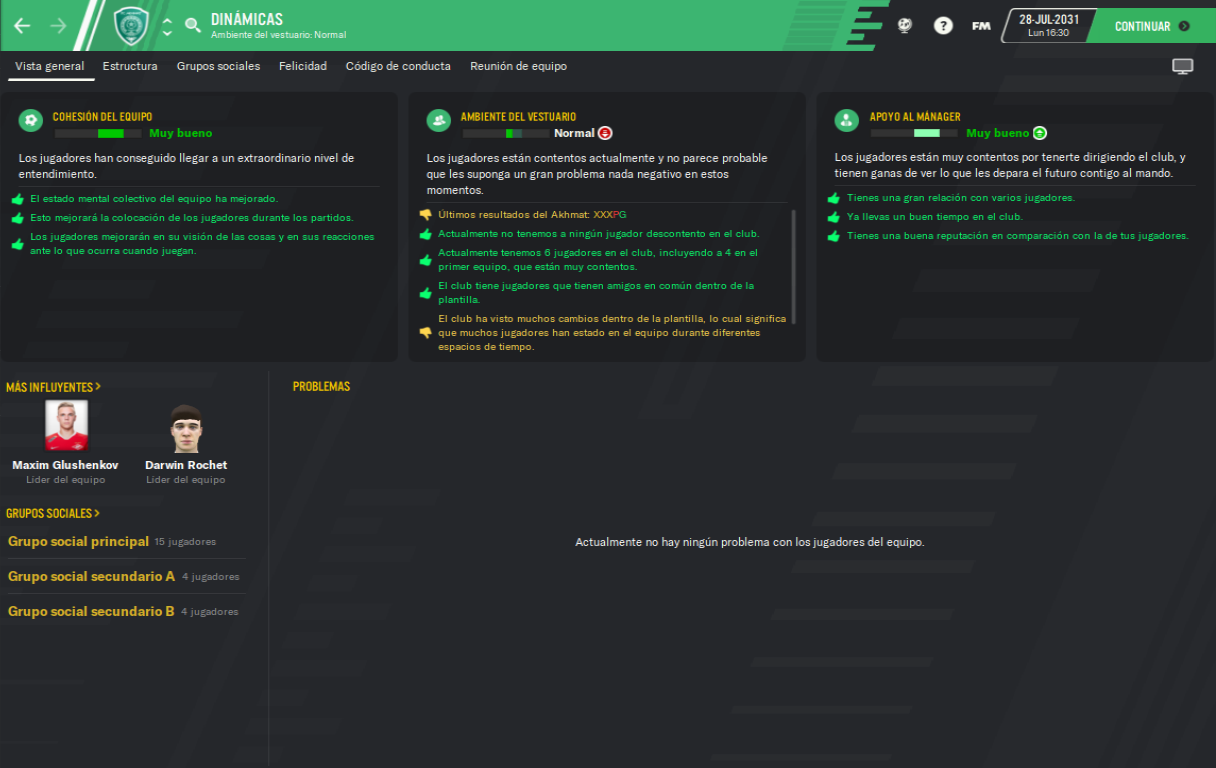 DINÁMICAS
Ambiente del vestuario: Normal
?
FM
28-JUL-2031
Lun 16:30
CONTINUAR
Vista general
Estructura
Grupos sociales
Felicidad
Código de conducta
Reunión de equipo
COHESIÓN DEL EQUIPO
Muy bueno
Los jugadores han conseguido llegar a un extraordinario nivel de
entendimiento.
El estado mental colectivo del equipo ha mejorado.
Esto mejorará la colocación de los jugadores durante los partidos.
Los jugadores mejorarán en su visión de las cosas y en sus reacciones
ante lo que ocurra cuando juegan.
AMBIENTE DEL VESTUARIO
Normal
Los jugadores están contentos actualmente y no parece probable
que les suponga un gran problema nada negativo en estos
momentos.
Últimos resultados del Akhmat: XXXPG
Actualmente no tenemos a ningún jugador descontento en el club.
Actualmente tenemos 6 jugadores en el club, incluyendo a 4 en el
primer equipo, que están muy contentos.
El club tiene jugadores que tienen amigos en común dentro de la
plantilla.
El club ha visto muchos cambios dentro de la plantilla, lo cual significa
que muchos jugadores han estado en el equipo durante diferentes
espacios de tiempo.
APOYO AL MÁNAGER
Muy bueno
Los jugadores están muy contentos por tenerte dirigiendo el club, y
tienen ganas de ver lo que les depara el futuro contigo al mando.
Tienes una gran relación con varios jugadores.
Ya llevas un buen tiempo en el club.
Tienes una buena reputación en comparación con la de tus jugadores.
MÁS INFLUYENTES >
Maxim Glushenkov
Líder del equipo
Darwin Rochet
Líder del equipo
GRUPOS SOCIALES >
Grupo social principal 15 jugadores
Grupo social secundario A 4 jugadores
Grupo social secundario B 4 jugadores
PROBLEMAS
Actualmente no hay ningún problema con los jugadores del equipo.